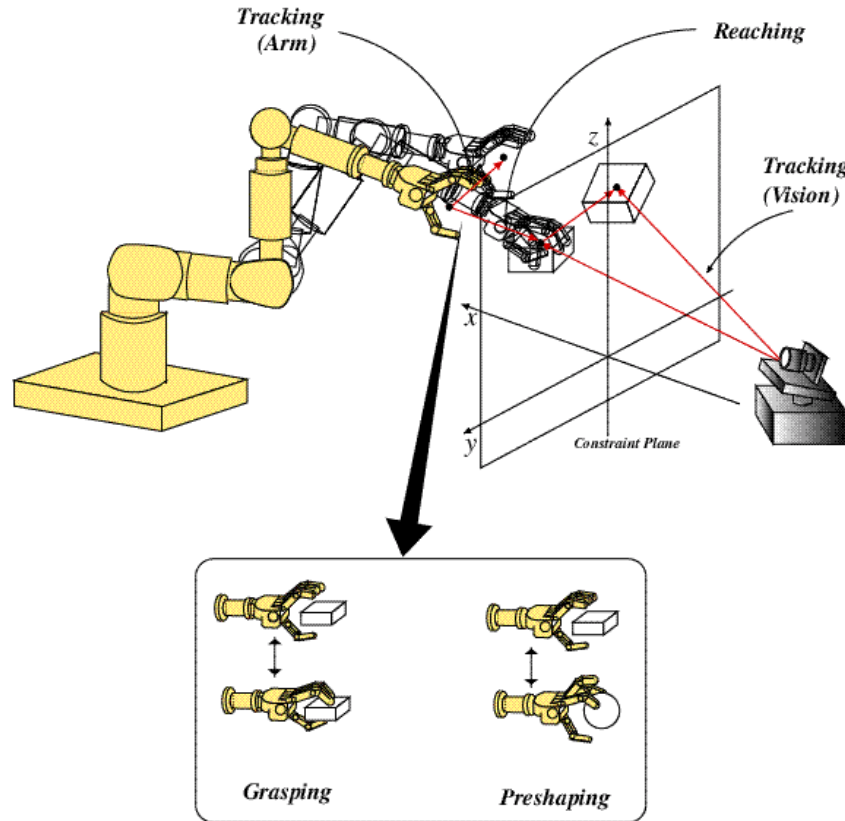 Tracking
(Arm)
Reaching
z
Tracking
(Vision)
x
y
Constraint Plane
Grasping
Preshaping